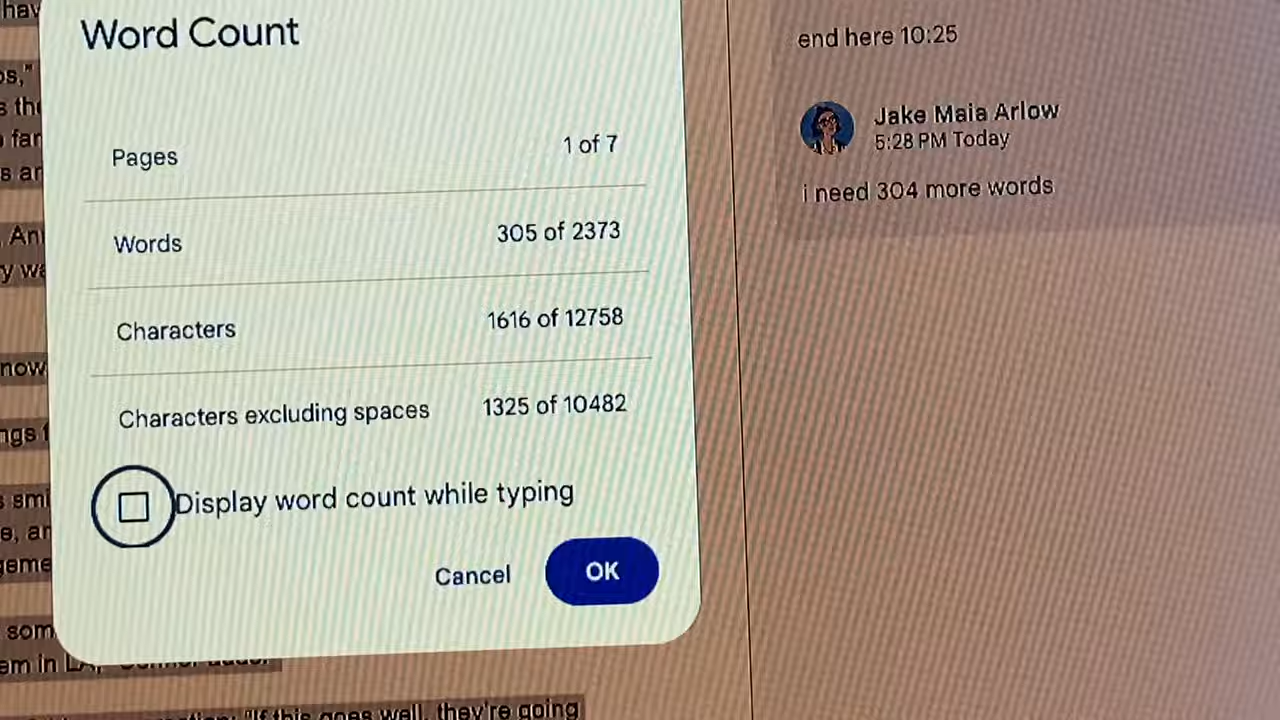 Word Count
Pages 1 of 7
Words 305 of 2373
Characters 1616 of 12758
Characters excluding spaces 1325 of 10482
Display word count while typing
Cancel OK
end here 10:25
Jake Maia Arlow
5:28 PM Today
i need 304 more words
em in
"If this goes well, they're going